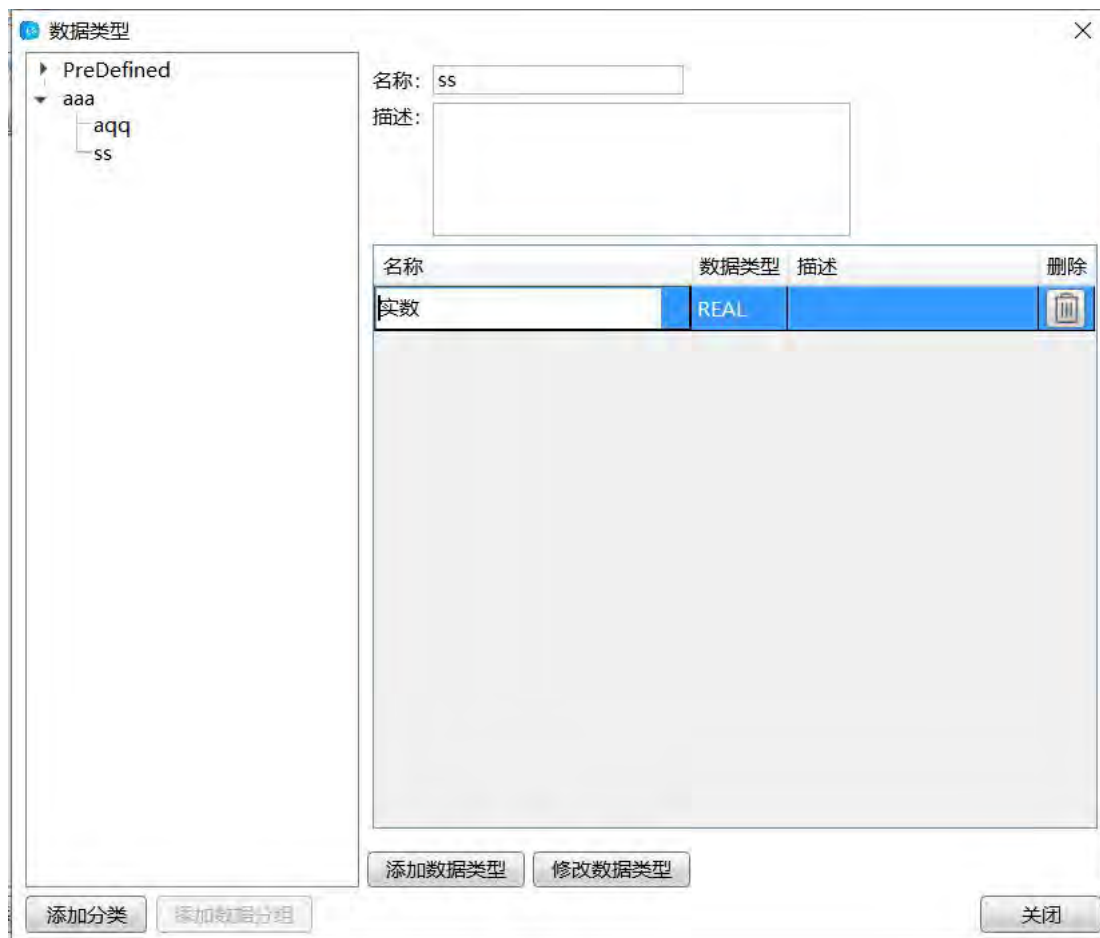 数据类型
PreDefined
aaa
aqq
ss
名称: ss
描述:
名称 数据类型 描述 删除
实数 REAL
添加数据类型 修改数据类型
添加分类 添加数据分组 关闭